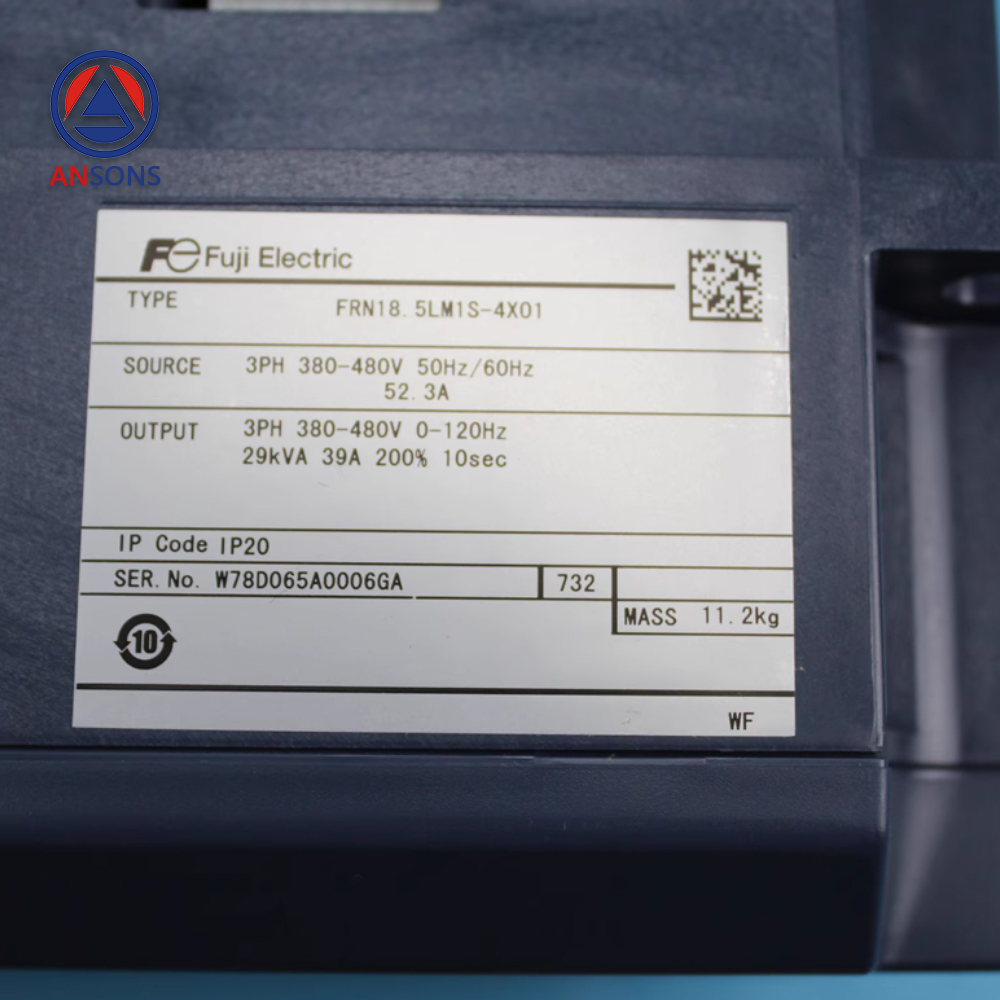 ANSONS
Fe Fuji Electric
TYPE FRN18.5LM1S-4X01
SOURCE 3PH 380-480V 50Hz/60Hz
52.3A
OUTPUT 3PH 380-480V 0-120Hz
29kVA 39A 200% 10sec
IP Code IP20
SER.No. W78D065A0006GA 732
MASS 11.2kg
10
WF